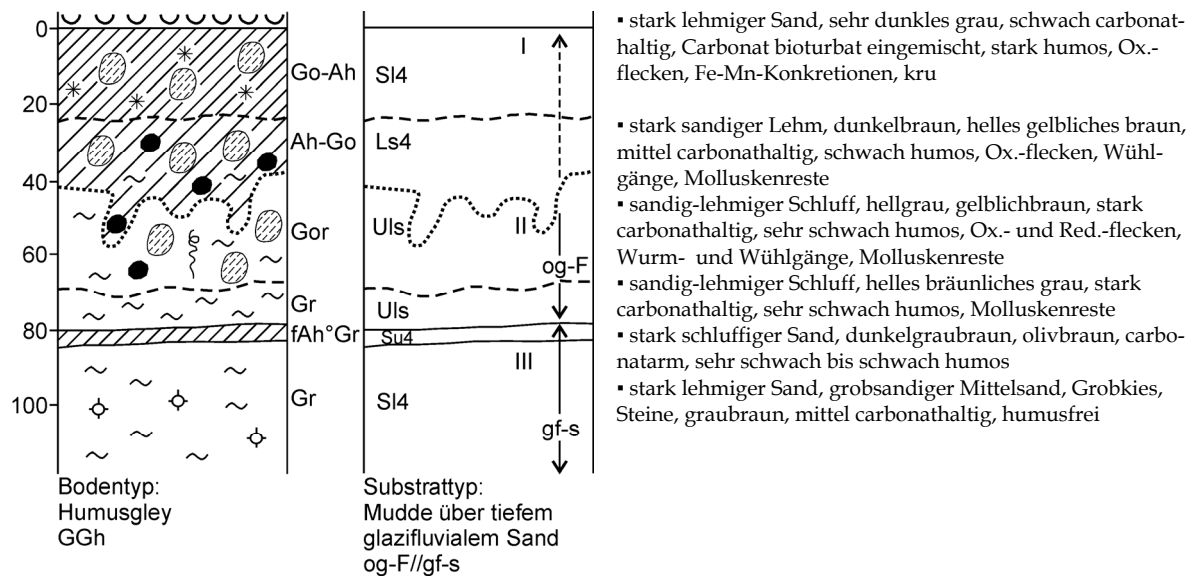 0
20
40
60
80
100
Go-Ah
Ah-Go
Gor
Gr
fAh°Gr
Gr
Bodentyp:
Humusgley
GGh
I
Sl4
Ls4
Uls
II
og-F
Uls
Su4
III
Sl4
gf-s
Substrattyp:
Mudde über tiefem
glazifluvialem Sand
og-F//gf-s
▪ stark lehmiger Sand, sehr dunkles grau, schwach carbonat-
haltig, Carbonat bioturbat eingemischt, stark humos, Ox.-
flecken, Fe-Mn-Konkretionen, kru
▪ stark sandiger Lehm, dunkelbraun, helles gelbliches braun,
mittel carbonathaltig, schwach humos, Ox.-flecken, Wühl-
gänge, Molluskenreste
▪ sandig-lehmiger Schluff, hellgrau, gelblichbraun, stark
carbonathaltig, sehr schwach humos, Ox.- und Red.-flecken,
Wurm- und Wühlgänge, Molluskenreste
▪ sandig-lehmiger Schluff, helles bräunliches grau, stark
carbonathaltig, sehr schwach humos, Molluskenreste
▪ stark schluffiger Sand, dunkelgraubraun, olivbraun, carbo-
natarm, sehr schwach bis schwach humos
▪ stark lehmiger Sand, grobsandiger Mittelsand, Grobkies,
Steine, graubraun, mittel carbonathaltig, humusfrei